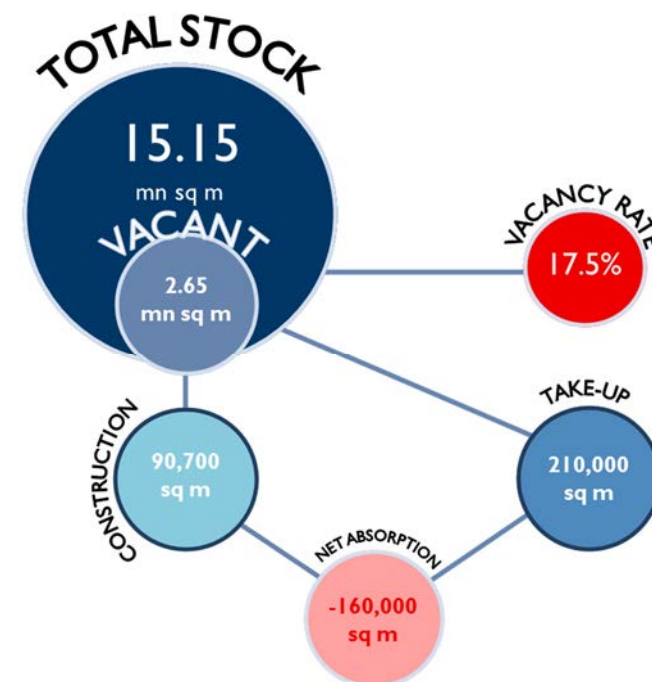 TOTAL STOCK
15.15
mn sq m
VACANT
2.65
mn sq m
VACANCY RATE
17.5%
TAKE-UP
210,000
sq m
CONSTRUCTION
90,700
sq m
NET ABSORPTION
-160,000
sq m